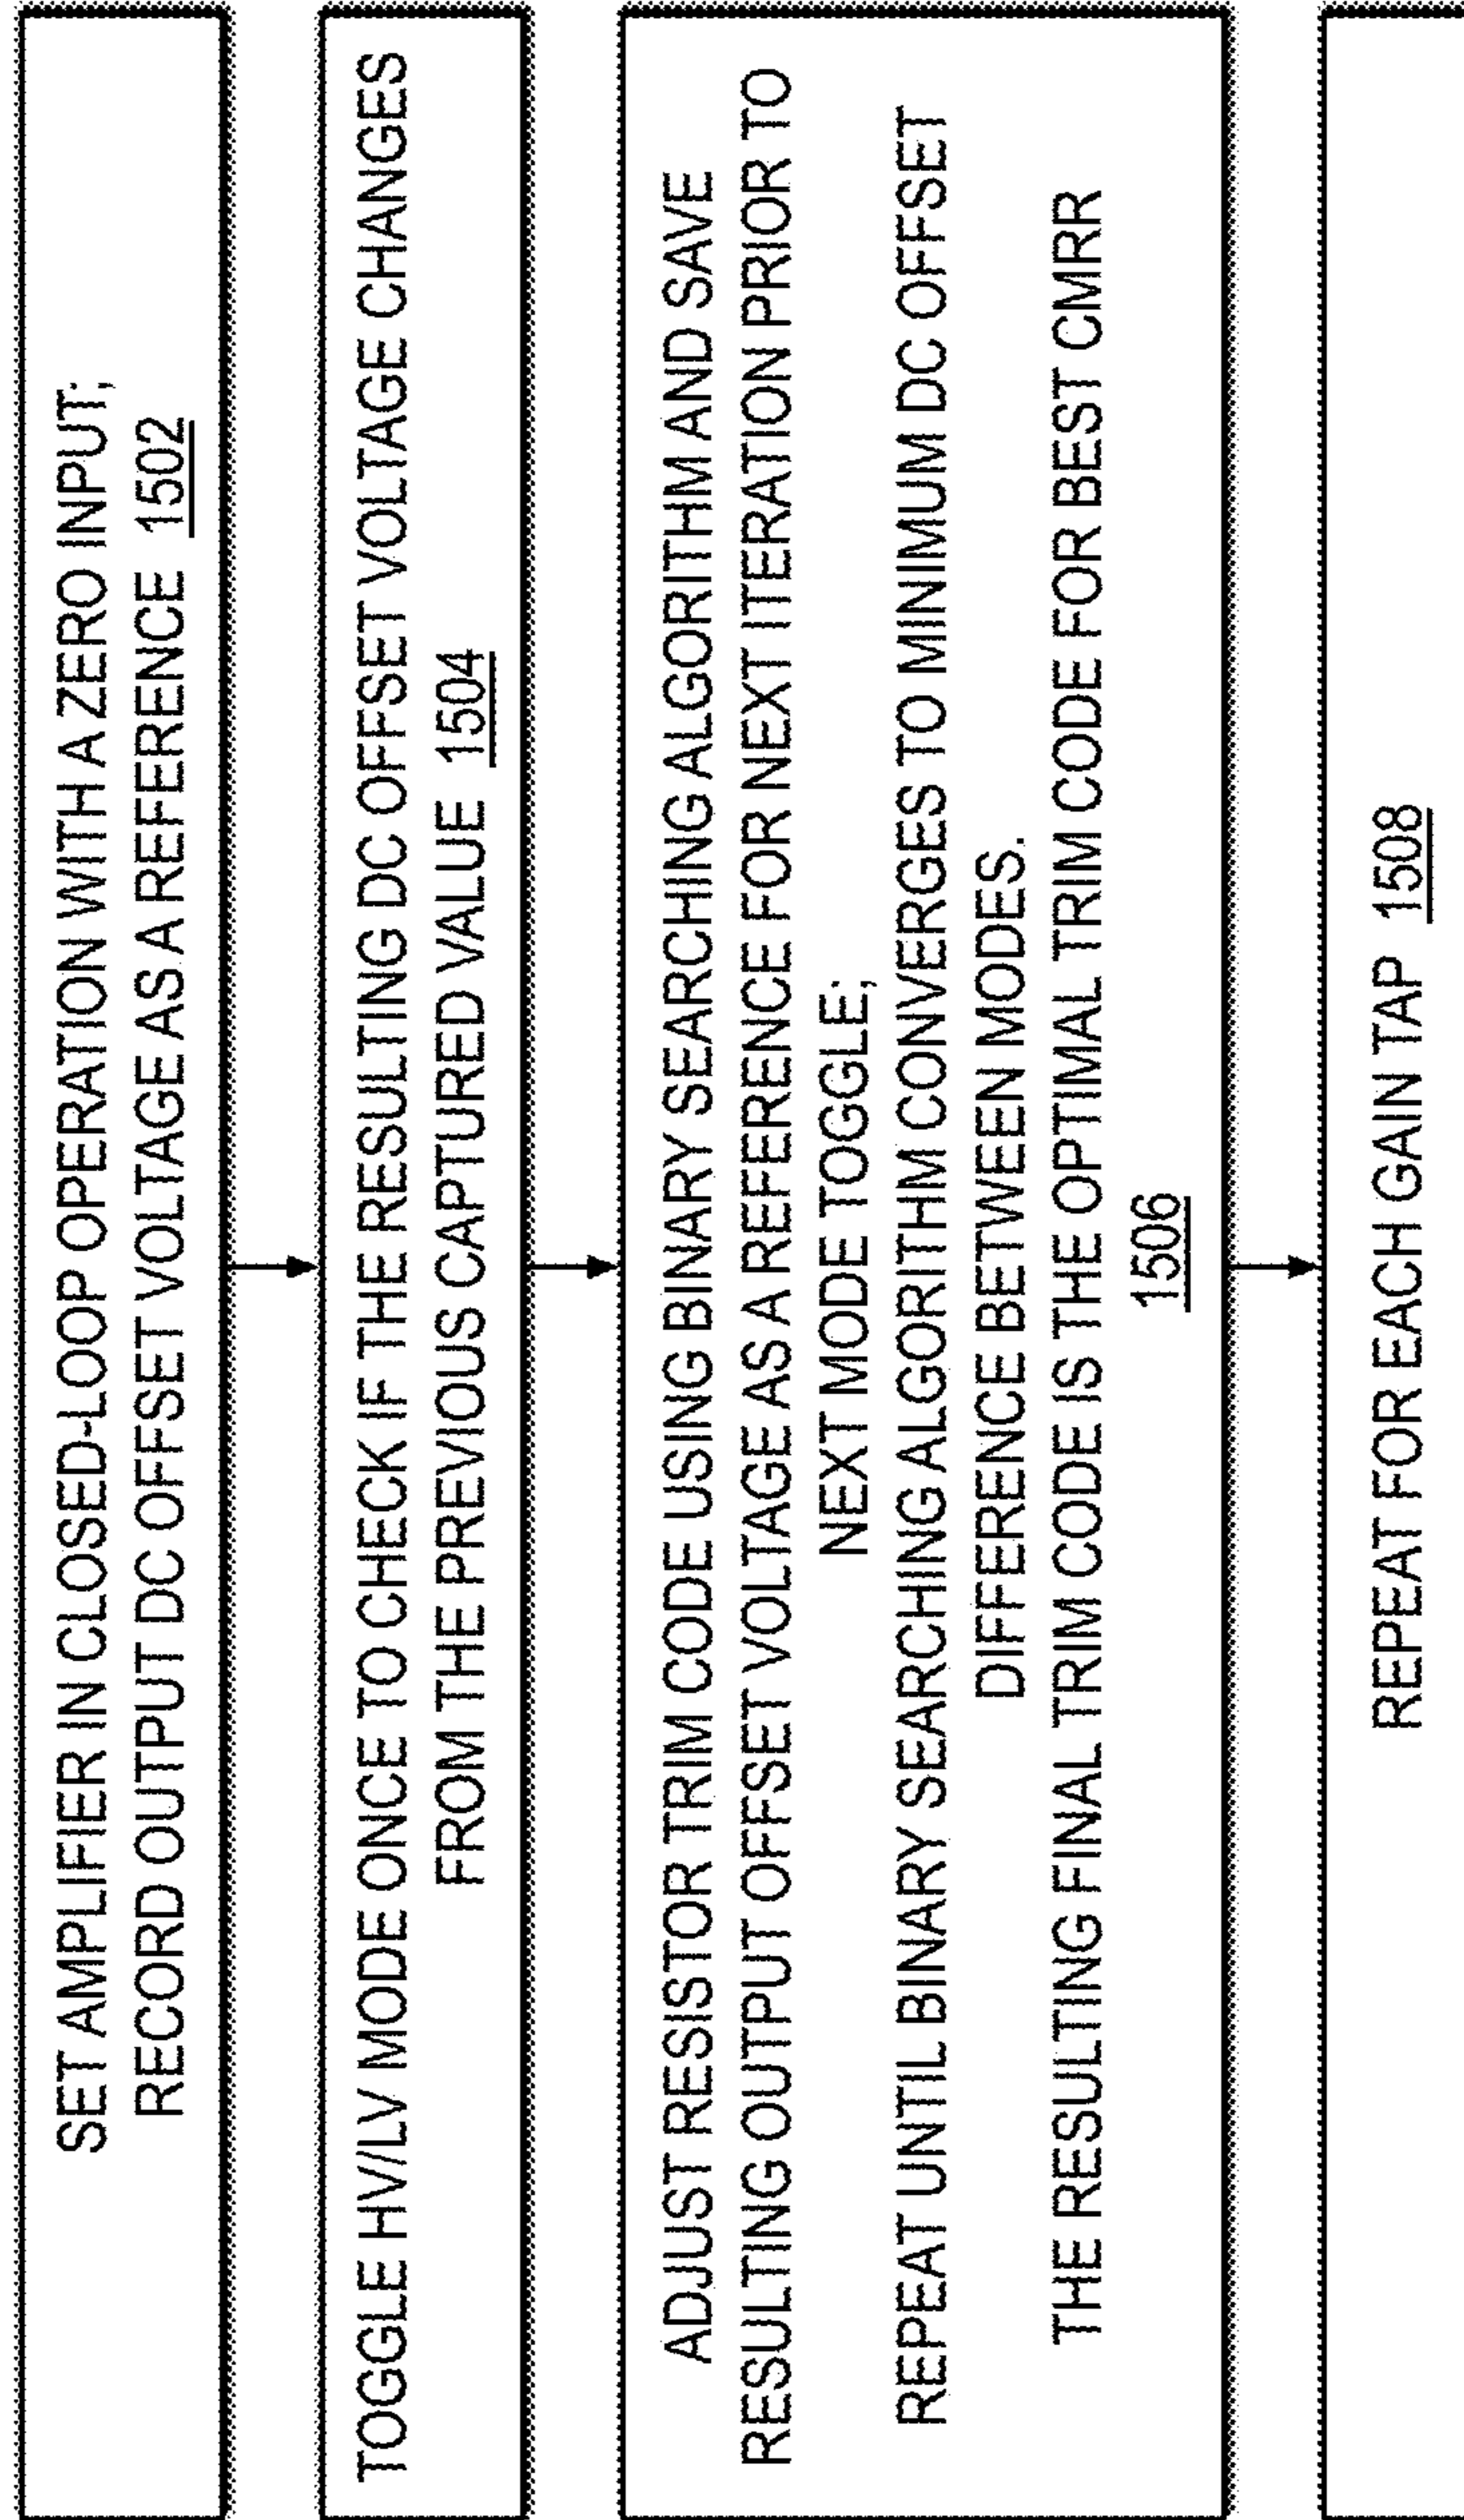 SET AMPLIFIER IN CLOSED-LOOP OPERATION WITH A ZERO INPUT;
RECORD OUTPUT DC OFFSET VOLTAGE AS A REFERENCE 1502
TOGGLE HV/LV MODE ONCE TO CHECK IF THE RESULTING DC OFFSET VOLTAGE CHANGES
FROM THE PREVIOUS CAPTURED VALUE 1504
ADJUST RESISTOR TRIM CODE USING BINARY SEARCHING ALGORITHM AND SAVE
RESULTING OUTPUT OFFSET VOLTAGE AS A REFERENCE FOR NEXT ITERATION PRIOR TO
NEXT MODE TOGGLE;
REPEAT UNTIL BINARY SEARCHING ALGORITHM CONVERGES TO MINIMUM DC OFFSET
DIFFERENCE BETWEEN MODES.
THE RESULTING FINAL TRIM CODE IS THE OPTIMAL TRIM CODE FOR BEST CMRR
1506
REPEAT FOR EACH GAIN TAP 1508